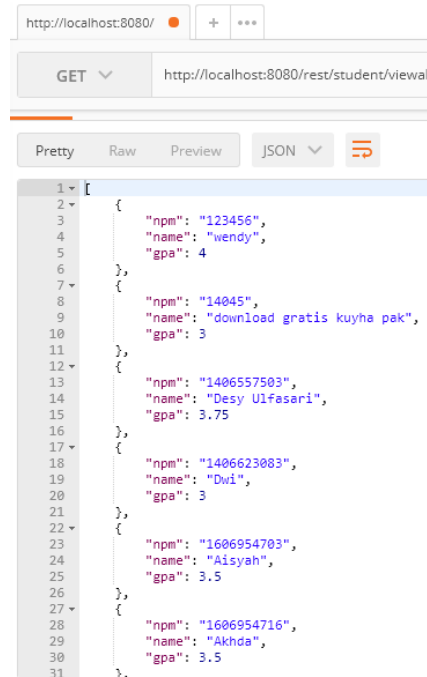 http://localhost:8080/ + •••
GET http://localhost:8080/rest/student/viewal
Pretty Raw Preview JSON
1 [
2 {
3 "npm": "123456",
4 "name": "wendy",
5 "gpa": 4
6 },
7 {
8 "npm": "14045",
9 "name": "download gratis kuyha pak",
10 "gpa": 3
11 },
12 {
13 "npm": "1406557503",
14 "name": "Desy Ulfasari",
15 "gpa": 3.75
16 },
17 {
18 "npm": "1406623083",
19 "name": "Dwi",
20 "gpa": 3
21 },
22 {
23 "npm": "1606954703",
24 "name": "Aisyah",
25 "gpa": 3.5
26 },
27 {
28 "npm": "1606954716",
29 "name": "Akhda",
30 "gpa": 3.5
31 },